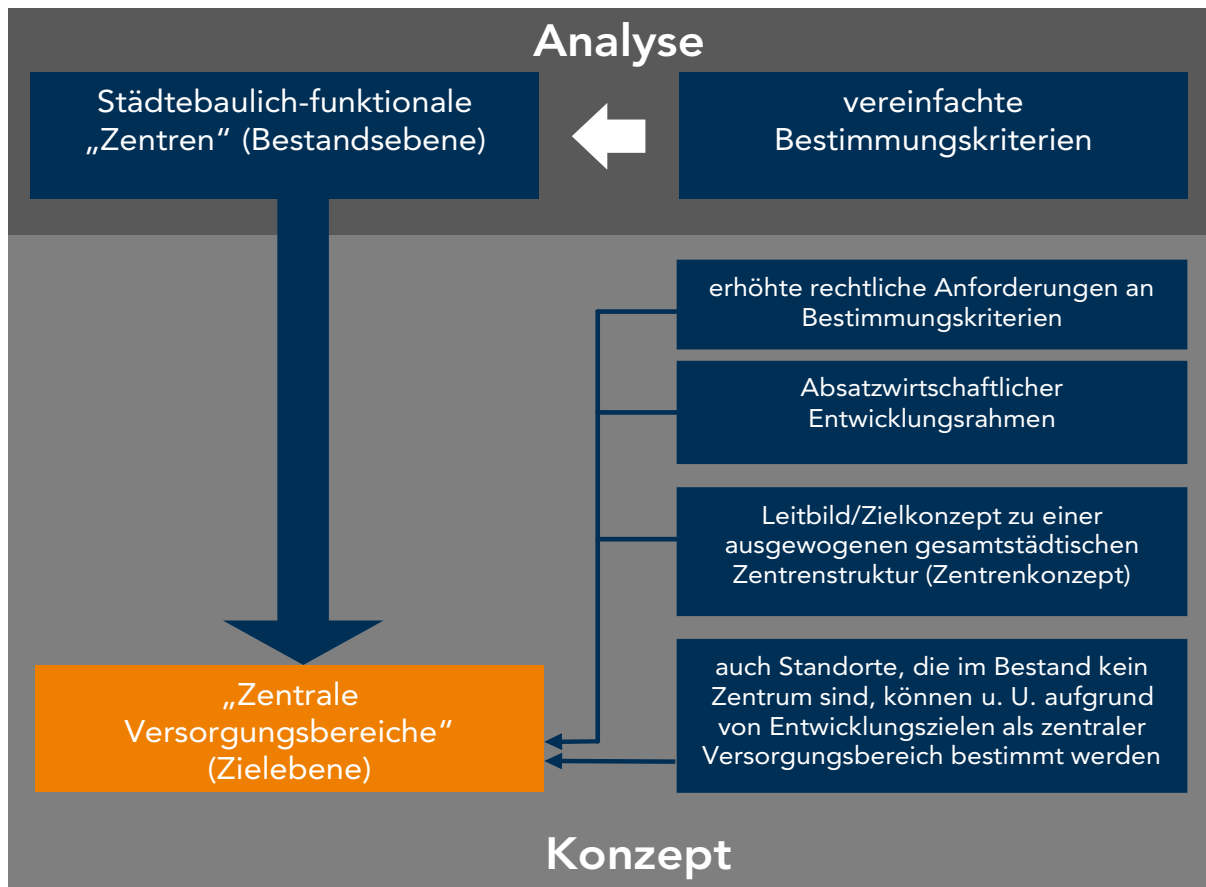 Analyse
Städtebaulich-funktionale
„Zentren“ (Bestandsebene)
vereinfachte
Bestimmungskriterien
erhöhte rechtliche Anforderungen an
Bestimmungskriterien
Absatzwirtschaftlicher
Entwicklungsrahmen
Leitbild/Zielkonzept zu einer
ausgewogenen gesamtstädtischen
Zentrenstruktur (Zentrenkonzept)
auch Standorte, die im Bestand kein
Zentrum sind, können u. U. aufgrund
von Entwicklungszielen als zentraler
Versorgungsbereich bestimmt werden
„Zentrale
Versorgungsbereiche“
(Zielebene)
Konzept